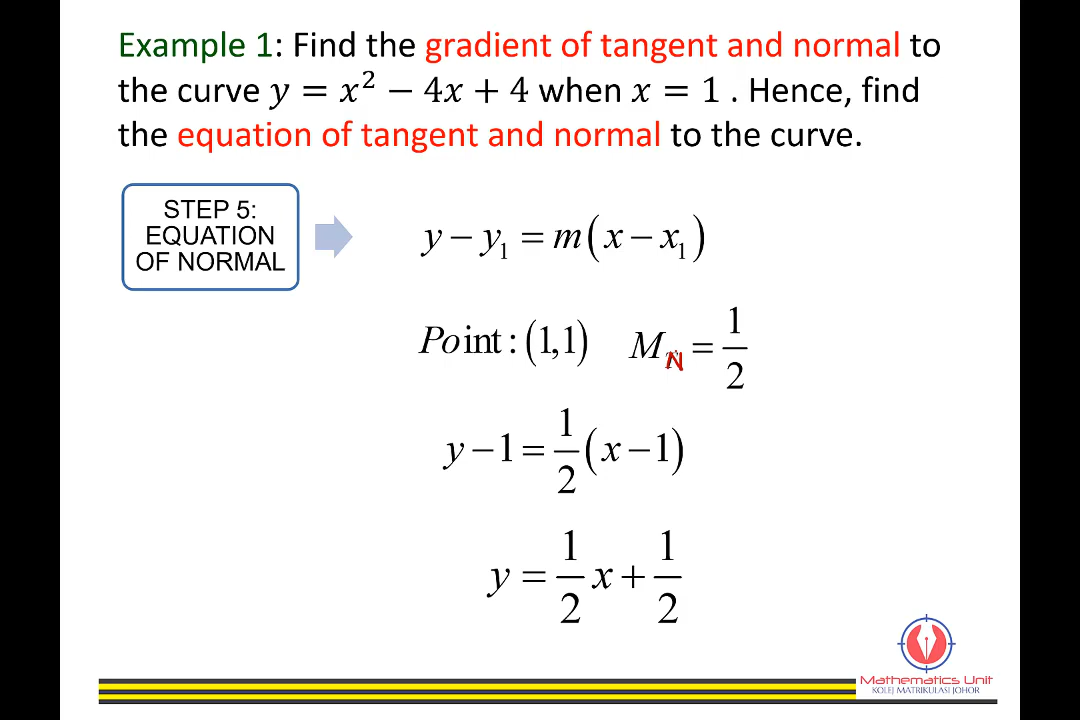 Example 1: Find the gradient of tangent and normal to
the curve y = x² − 4x + 4 when x = 1 . Hence, find
the equation of tangent and normal to the curve.
STEP 5:
EQUATION
OF NORMAL
y − y₁ = m(x − x₁)
Point : (1,1) M_N = 1/2
y − 1 = 1/2 (x − 1)
y = 1/2 x + 1/2
Mathematics Unit
KOLEJ MATRIKULASI JOHOR